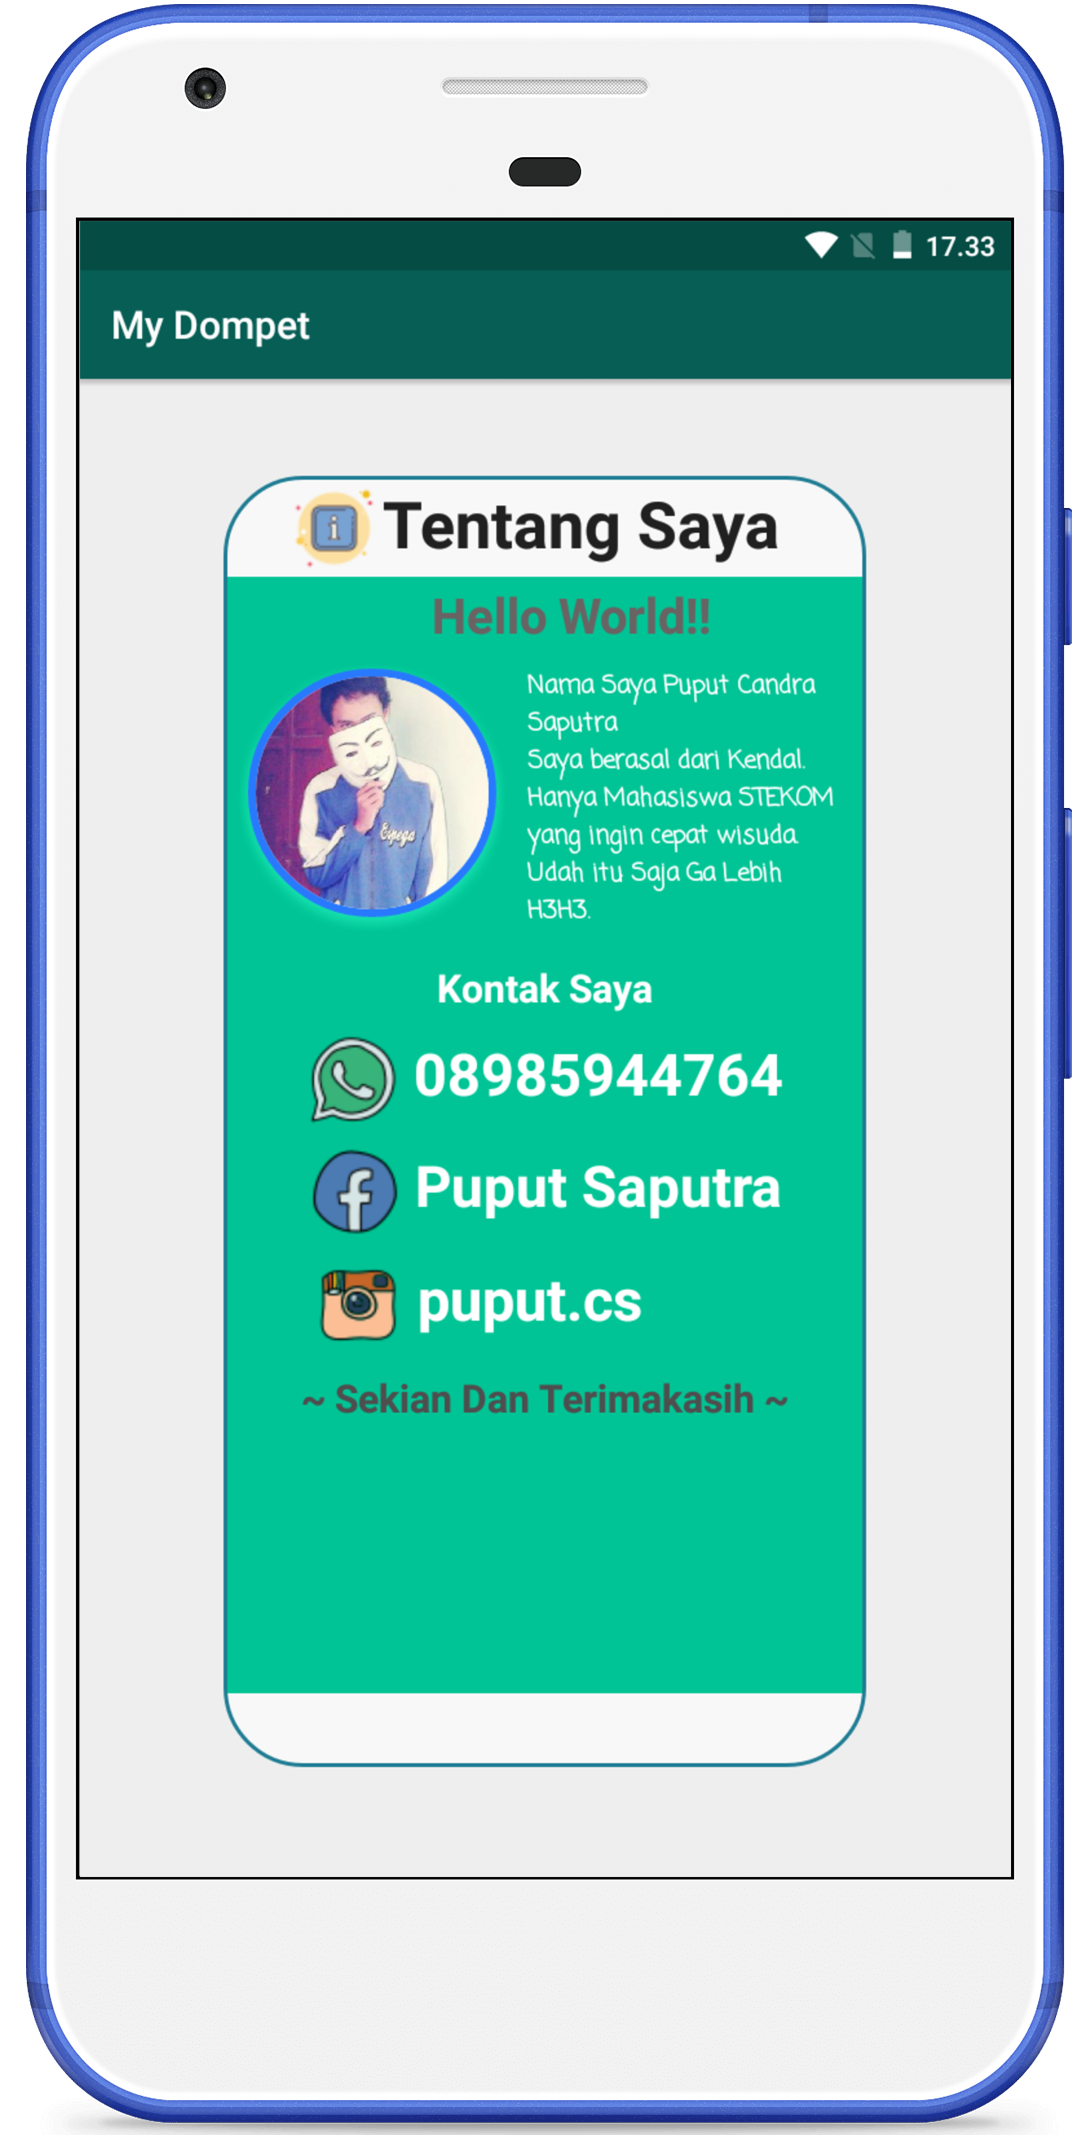 17.33
My Dompet
i Tentang Saya
Hello World!!
Nama Saya Puput Candra
Saputra
Saya berasal dari Kendal.
Hanya Mahasiswa STEKOM
yang ingin cepat wisuda
Udah itu Saja Ga Lebih
H3H3.
Espega
Kontak Saya
08985944764
f Puput Saputra
puput.cs
~ Sekian Dan Terimakasih ~